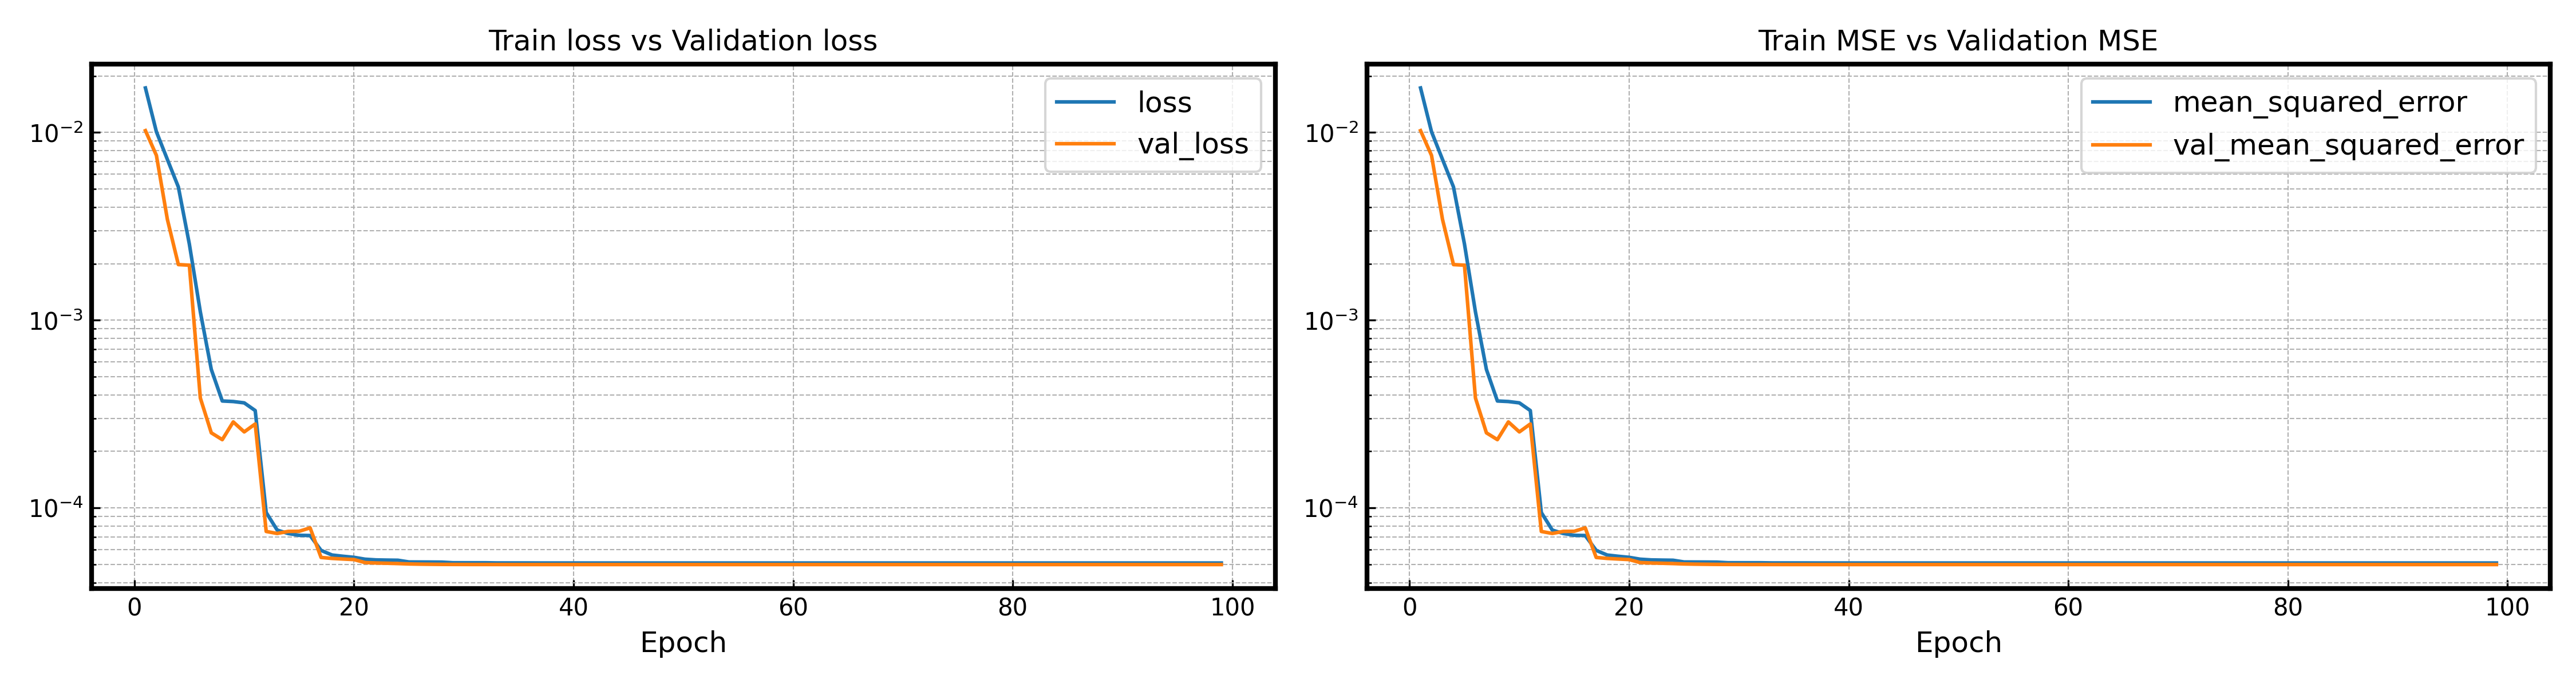 Train loss vs Validation loss
loss
val_loss
10⁻²
10⁻³
10⁻⁴
0 20 40 60 80 100
Epoch
Train MSE vs Validation MSE
mean_squared_error
val_mean_squared_error
10⁻²
10⁻³
10⁻⁴
0 20 40 60 80 100
Epoch